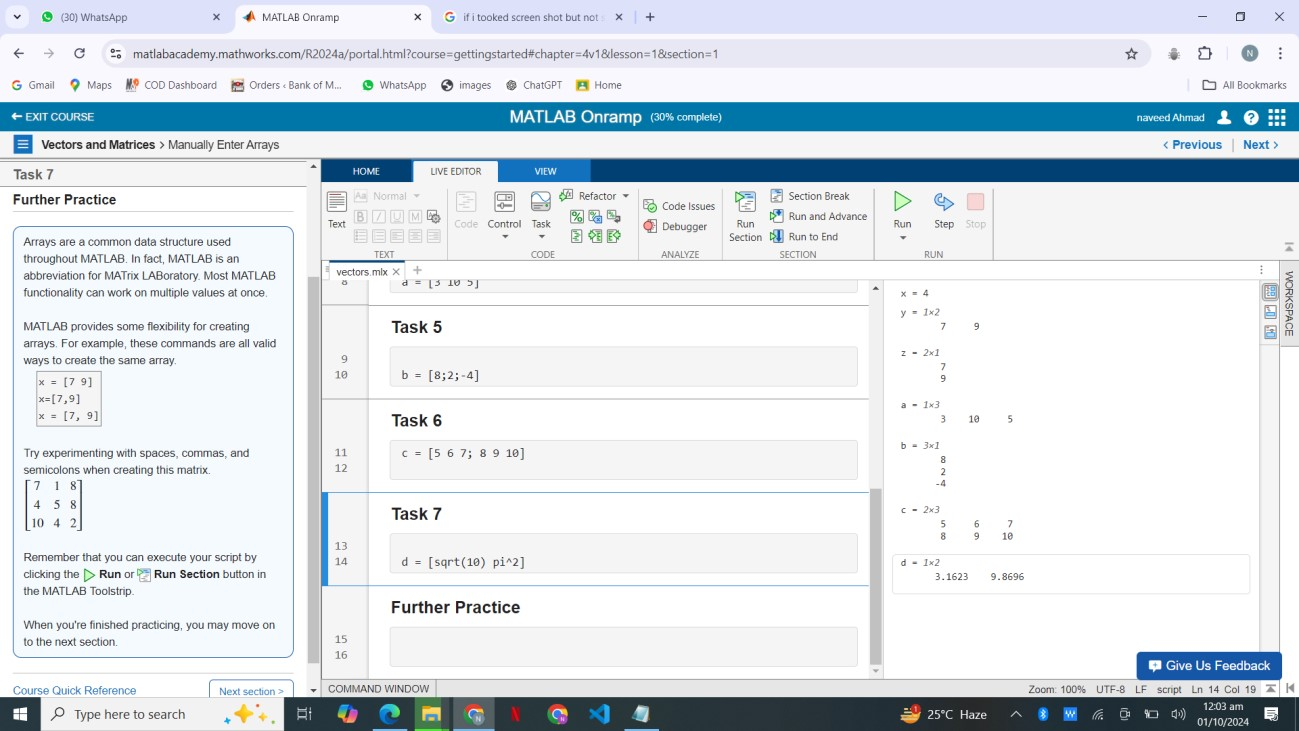 (30) WhatsApp
MATLAB Onramp
if i tooked screen shot but not
matlabacademy.mathworks.com/R2024a/portal.html?course=gettingstarted#chapter=4v1&lesson=1&section=1
N
Gmail
Maps
COD Dashboard
Orders ‹ Bank of M...
WhatsApp
images
ChatGPT
Home
All Bookmarks
EXIT COURSE
MATLAB Onramp (30% complete)
naveed Ahmad
Vectors and Matrices > Manually Enter Arrays
< Previous | Next >
Task 7
Further Practice
Arrays are a common data structure used
throughout MATLAB. In fact, MATLAB is an
abbreviation for MATrix LABoratory. Most MATLAB
functionality can work on multiple values at once.
MATLAB provides some flexibility for creating
arrays. For example, these commands are all valid
ways to create the same array.
x = [7 9]
x=[7,9]
x = [7, 9]
Try experimenting with spaces, commas, and
semicolons when creating this matrix.
7 1 8
4 5 8
10 4 2
Remember that you can execute your script by
clicking the Run or Run Section button in
the MATLAB Toolstrip.
When you're finished practicing, you may move on
to the next section.
Course Quick Reference
Next section >
HOME
LIVE EDITOR
VIEW
Text
Aa Normal
B I U M
TEXT
Code
Control
Task
Refactor
CODE
Code Issues
Debugger
ANALYZE
Run
Section
Section Break
Run and Advance
Run to End
SECTION
Run
Step
Stop
RUN
vectors.mlx
8
a = [3 10 5]
Task 5
9
10
b = [8;2;-4]
Task 6
11
c = [5 6 7; 8 9 10]
12
Task 7
13
14
d = [sqrt(10) pi^2]
Further Practice
15
16
x = 4
y = 1×2
7 9
z = 2×1
7
9
a = 1×3
3 10 5
b = 3×1
8
2
-4
c = 2×3
5 6 7
8 9 10
d = 1×2
3.1623 9.8696
WORKSPACE
Give Us Feedback
COMMAND WINDOW
Zoom: 100% UTF-8 LF script Ln 14 Col 19
Type here to search
25°C Haze
12:03 am
01/10/2024